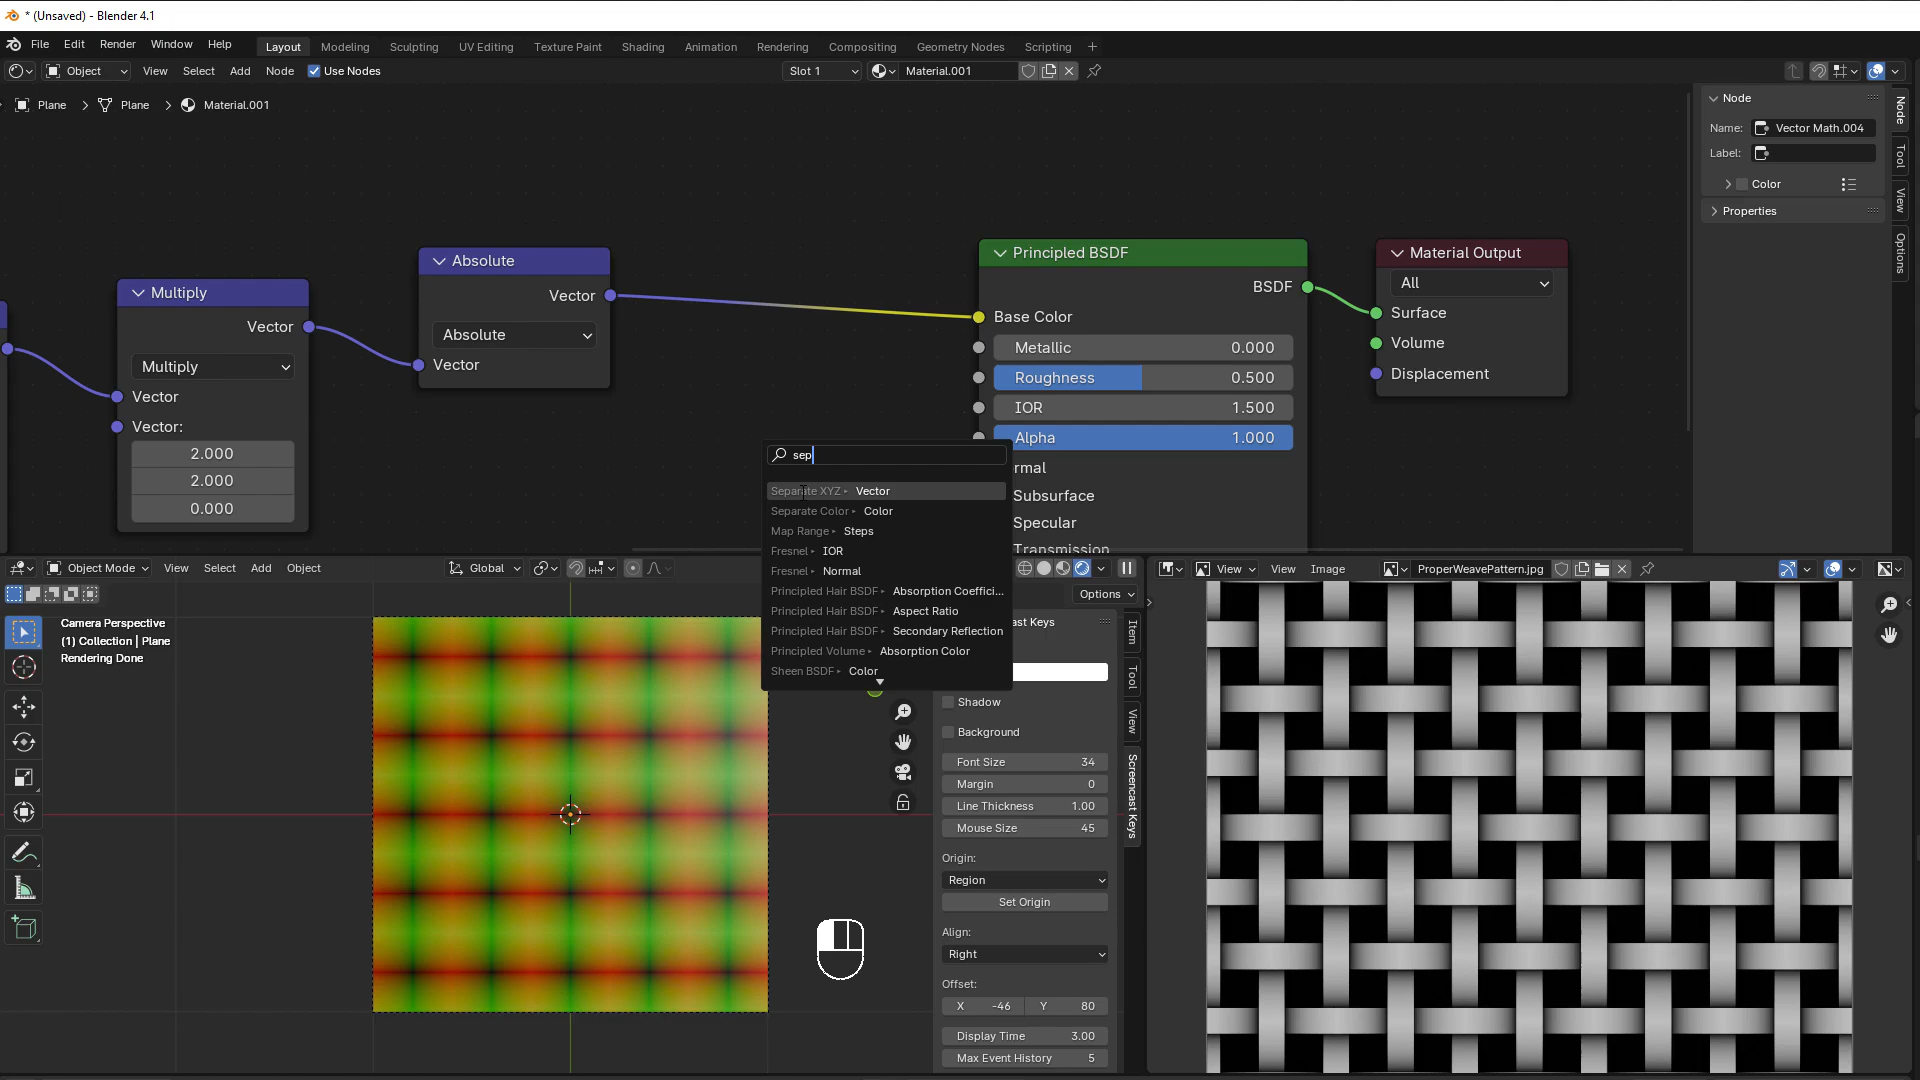 * (Unsaved) - Blender 4.1
File Edit Render Window Help Layout Modeling Sculpting UV Editing Texture Paint Shading Animation Rendering Compositing Geometry Nodes Scripting +
Object View Select Add Node Use Nodes Slot 1 Material.001
Plane > Plane > Material.001
Node
Name: Vector Math.004
Label:
Color
Properties
Node
Tool
View
Options
Multiply
Vector
Multiply
Vector
Vector:
2.000
2.000
0.000
Absolute
Vector
Absolute
Vector
Principled BSDF
BSDF
Base Color
Metallic 0.000
Roughness 0.500
IOR 1.500
Alpha 1.000
rmal
Subsurface
Specular
Transmission
Material Output
All
Surface
Volume
Displacement
sep
Separate XYZ Vector
Separate Color Color
Map Range Steps
Fresnel IOR
Fresnel Normal
Principled Hair BSDF Absorption Coeffici...
Principled Hair BSDF Aspect Ratio
Principled Hair BSDF Secondary Reflection
Principled Volume Absorption Color
Sheen BSDF Color
Object Mode View Select Add Object Global
Options
Camera Perspective
(1) Collection | Plane
Rendering Done
ast Keys
Shadow
Background
Font Size 34
Margin 0
Line Thickness 1.00
Mouse Size 45
Origin:
Region
Set Origin
Align:
Right
Offset:
X -46 Y 80
Display Time 3.00
Max Event History 5
Item
Tool
View
Screencast Keys
View View Image ProperWeavePattern.jpg